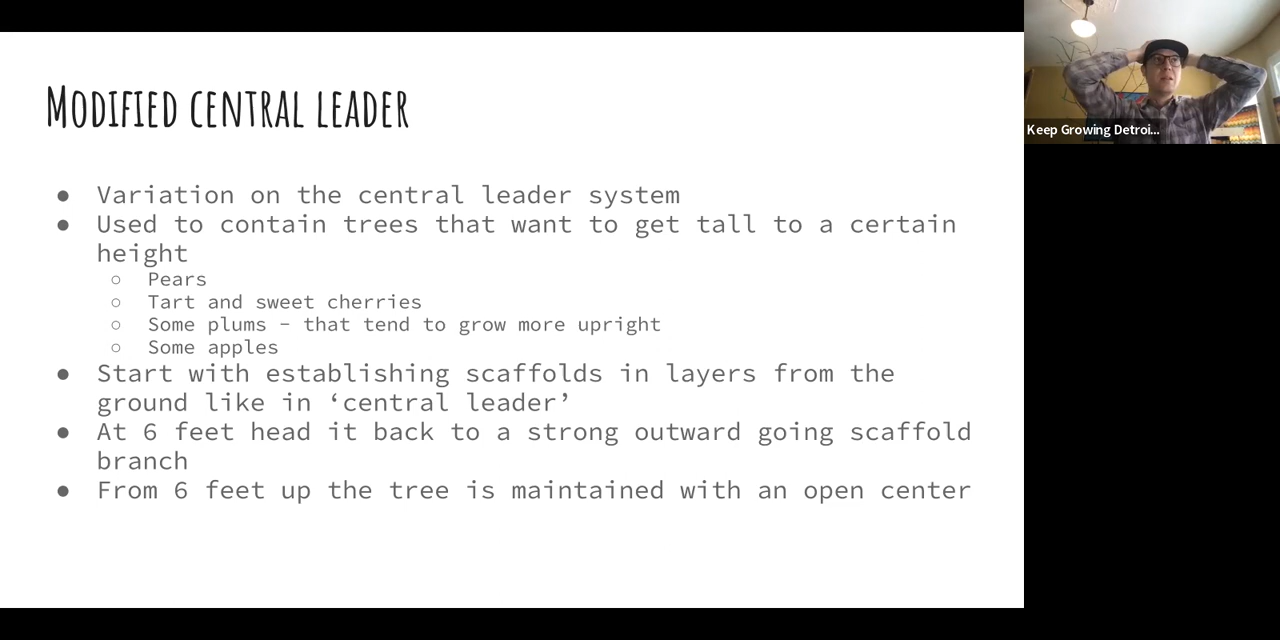 Modified central leader
● Variation on the central leader system
● Used to contain trees that want to get tall to a certain
height
○ Pears
○ Tart and sweet cherries
○ Some plums – that tend to grow more upright
○ Some apples
● Start with establishing scaffolds in layers from the
ground like in ‘central leader’
● At 6 feet head it back to a strong outward going scaffold
branch
● From 6 feet up the tree is maintained with an open center
Keep Growing Detroi...